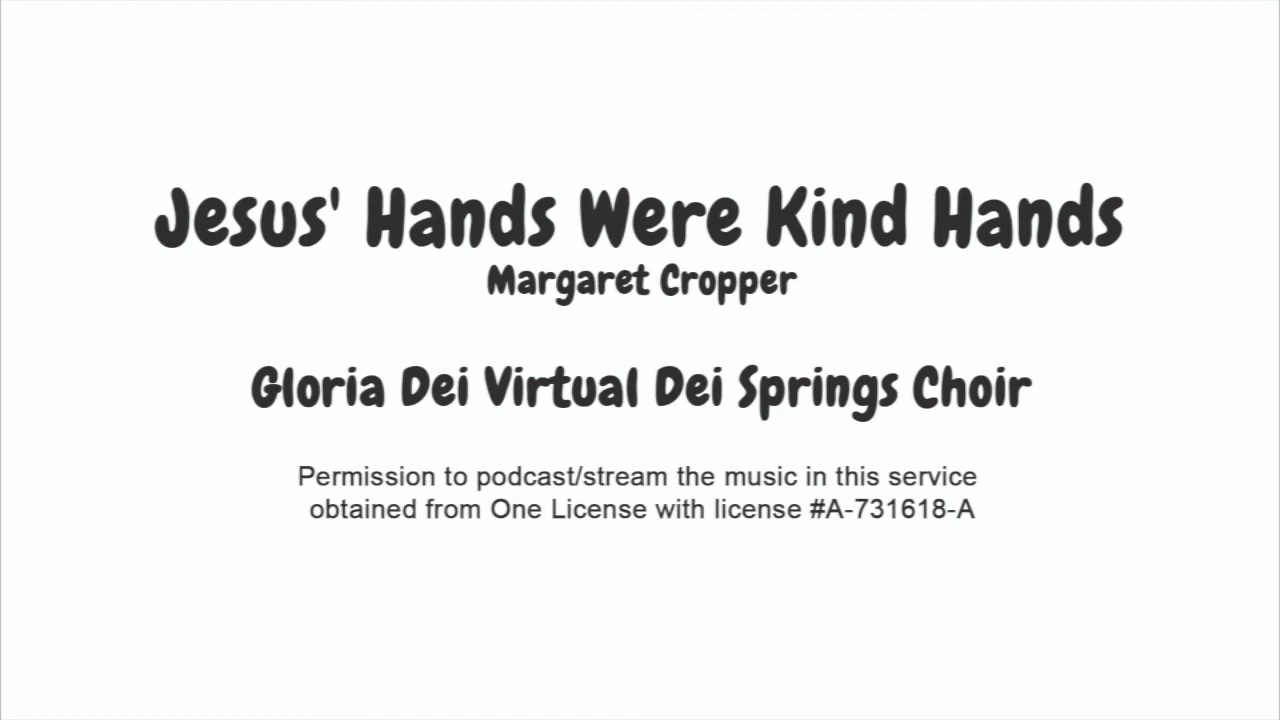 Jesus' Hands Were Kind Hands
Margaret Cropper
Gloria Dei Virtual Dei Springs Choir
Permission to podcast/stream the music in this service
obtained from One License with license #A-731618-A